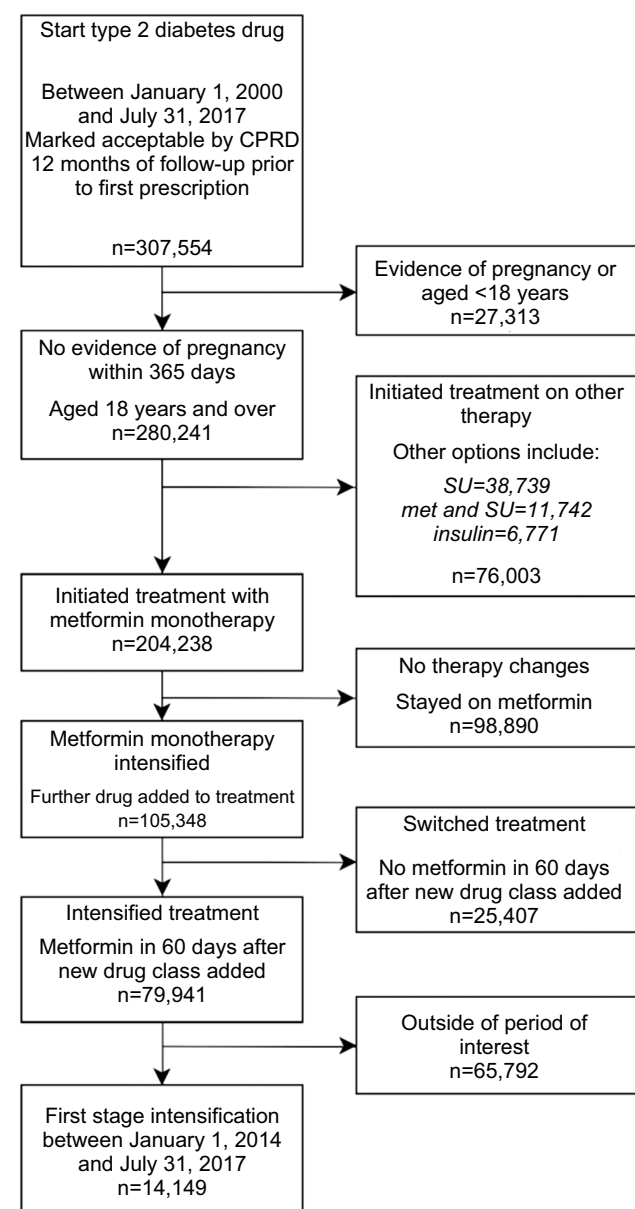 Start type 2 diabetes drug
Between January 1, 2000
and July 31, 2017
Marked acceptable by CPRD
12 months of follow-up prior
to first prescription
n=307,554
Evidence of pregnancy or
aged <18 years
n=27,313
No evidence of pregnancy
within 365 days
Aged 18 years and over
n=280,241
Initiated treatment on other
therapy
Other options include:
SU=38,739
met and SU=11,742
insulin=6,771
n=76,003
Initiated treatment with
metformin monotherapy
n=204,238
No therapy changes
Stayed on metformin
n=98,890
Metformin monotherapy
intensified
Further drug added to treatment
n=105,348
Switched treatment
No metformin in 60 days
after new drug class added
n=25,407
Intensified treatment
Metformin in 60 days after
new drug class added
n=79,941
Outside of period of
interest
n=65,792
First stage intensification
between January 1, 2014
and July 31, 2017
n=14,149